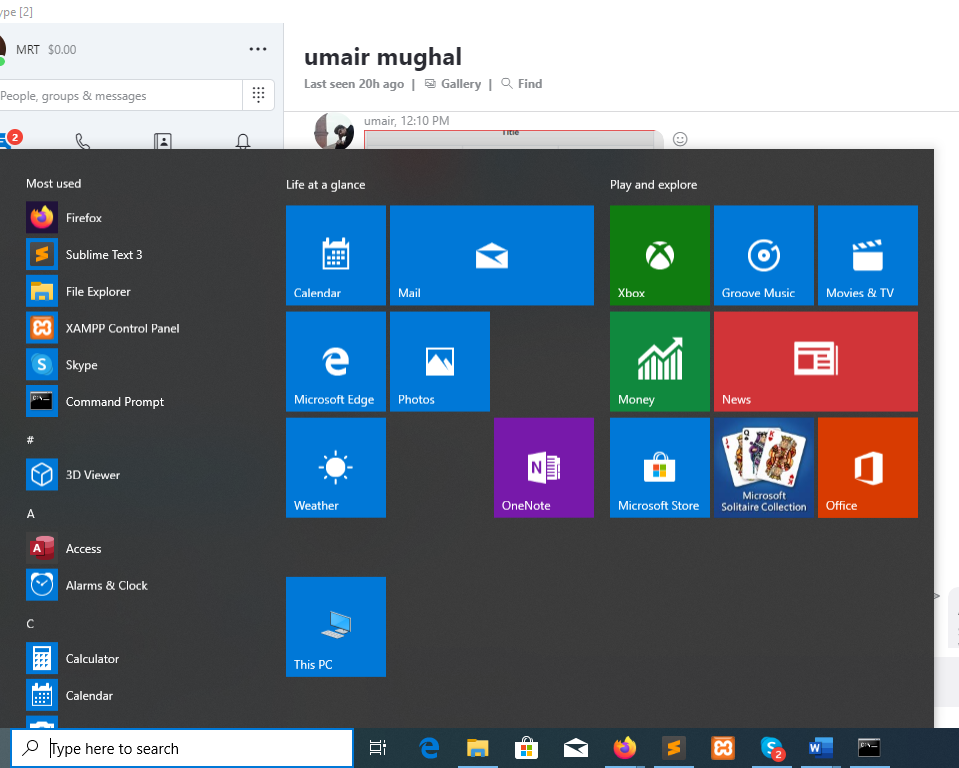 ype [2]
MRT $0.00
People, groups & messages
2
umair mughal
Last seen 20h ago | Gallery | Find
umair, 12:10 PM
Title
Most used
Firefox
Sublime Text 3
File Explorer
XAMPP Control Panel
Skype
Command Prompt
#
3D Viewer
A
Access
Alarms & Clock
C
Calculator
Calendar
Life at a glance
Calendar
Mail
Microsoft Edge
Photos
Weather
OneNote
This PC
Play and explore
Xbox
Groove Music
Movies & TV
Money
News
Microsoft Store
Microsoft
Solitaire Collection
Office
Type here to search
2